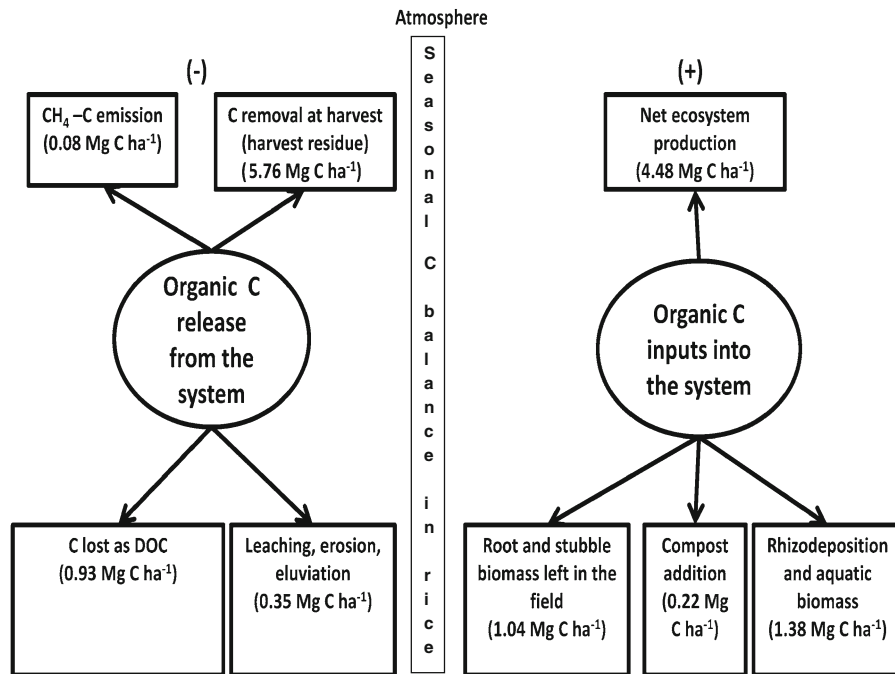 Atmosphere
(-)
CH₄ –C emission
(0.08 Mg C ha⁻¹)
C removal at harvest
(harvest residue)
(5.76 Mg C ha⁻¹)
Organic C
release
from the
system
C lost as DOC
(0.93 Mg C ha⁻¹)
Leaching, erosion,
eluviation
(0.35 Mg C ha⁻¹)
Seasonal C balance in rice
(+)
Net ecosystem
production
(4.48 Mg C ha⁻¹)
Organic C
inputs into
the system
Root and stubble
biomass left in the
field
(1.04 Mg C ha⁻¹)
Compost
addition
(0.22 Mg
C ha⁻¹)
Rhizodeposition
and aquatic
biomass
(1.38 Mg C ha⁻¹)